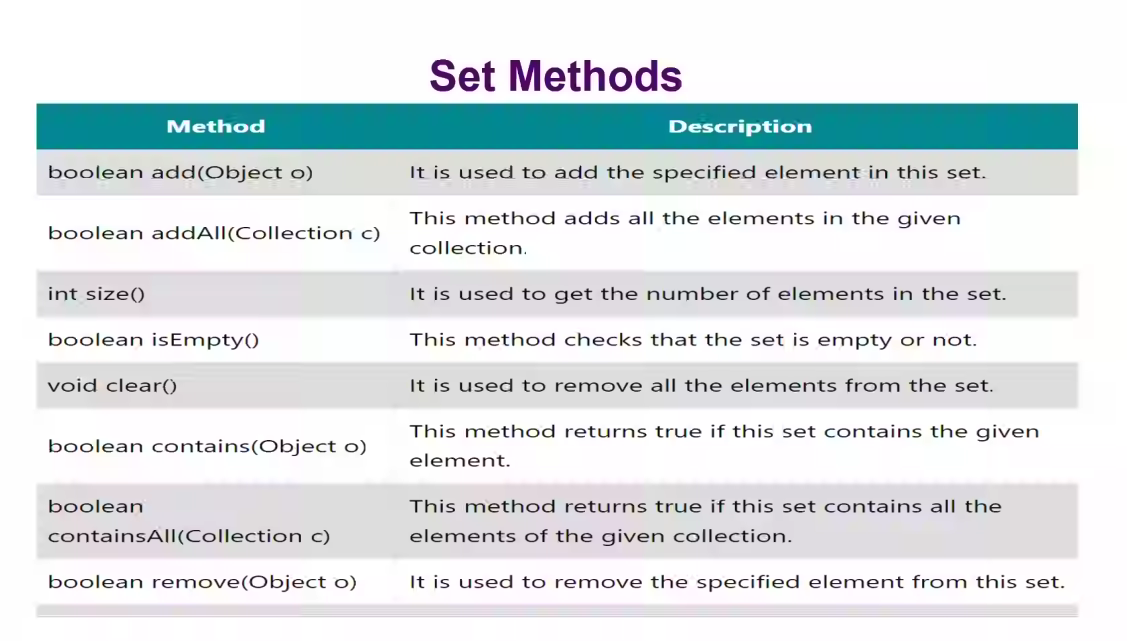 Set Methods
Method Description
boolean add(Object o) It is used to add the specified element in this set.
boolean addAll(Collection c) This method adds all the elements in the given
collection.
int size() It is used to get the number of elements in the set.
boolean isEmpty() This method checks that the set is empty or not.
void clear() It is used to remove all the elements from the set.
boolean contains(Object o) This method returns true if this set contains the given
element.
boolean This method returns true if this set contains all the
containsAll(Collection c) elements of the given collection.
boolean remove(Object o) It is used to remove the specified element from this set.